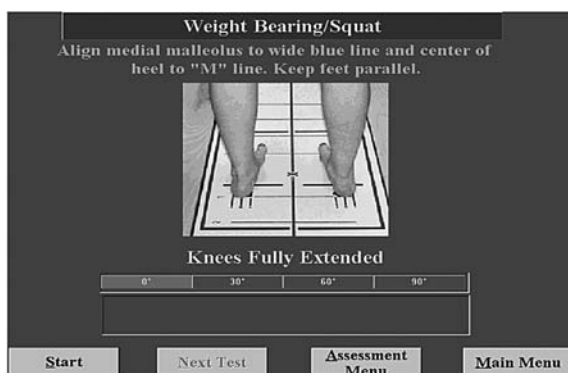 Weight Bearing/Squat
Align medial malleolus to wide blue line and center of
heel to "M" line. Keep feet parallel.
Knees Fully Extended
0° 30° 60° 90°
Start Next Test Assessment Menu Main Menu